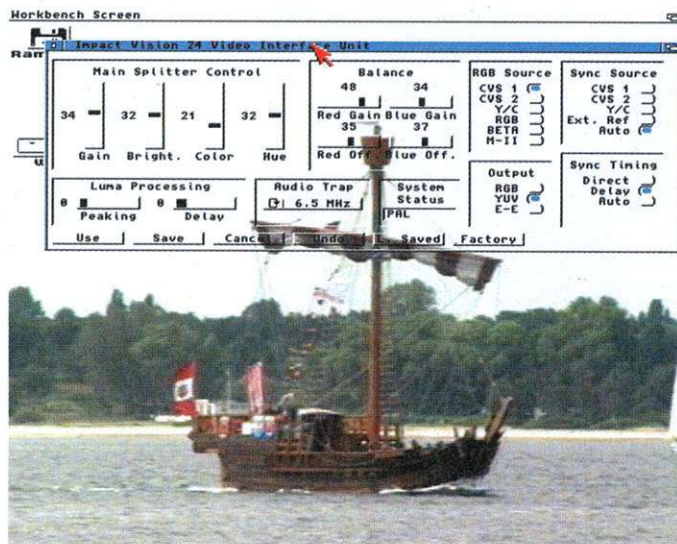 Workbench Screen
Ram
Impact Vision 24 Video Interface Unit
Main Splitter Control
34 32 21 32
Gain Bright. Color Hue
Balance
48 34
Red Gain Blue Gain
35 37
Red Off. Blue Off.
RGB Source
CVS 1
CVS 2
Y/C
RGB
BETA
M-II
Sync Source
CVS 1
CVS 2
Y/C
Ext. Ref
Auto
Luma Processing
0 0
Peaking Delay
Audio Trap
6.5 MHz
System
Status
PAL
Output
RGB
YUV
E-E
Sync Timing
Direct
Delay
Auto
Use Save Cancel Undo L. Saved Factory